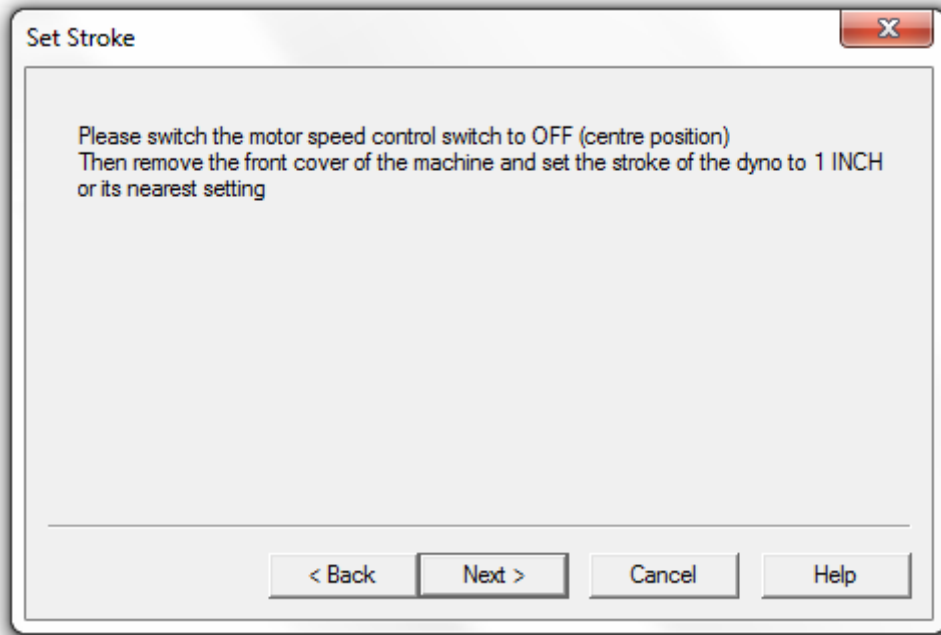 Set Stroke
Please switch the motor speed control switch to OFF (centre position)
Then remove the front cover of the machine and set the stroke of the dyno to 1 INCH
or its nearest setting
< Back
Next >
Cancel
Help